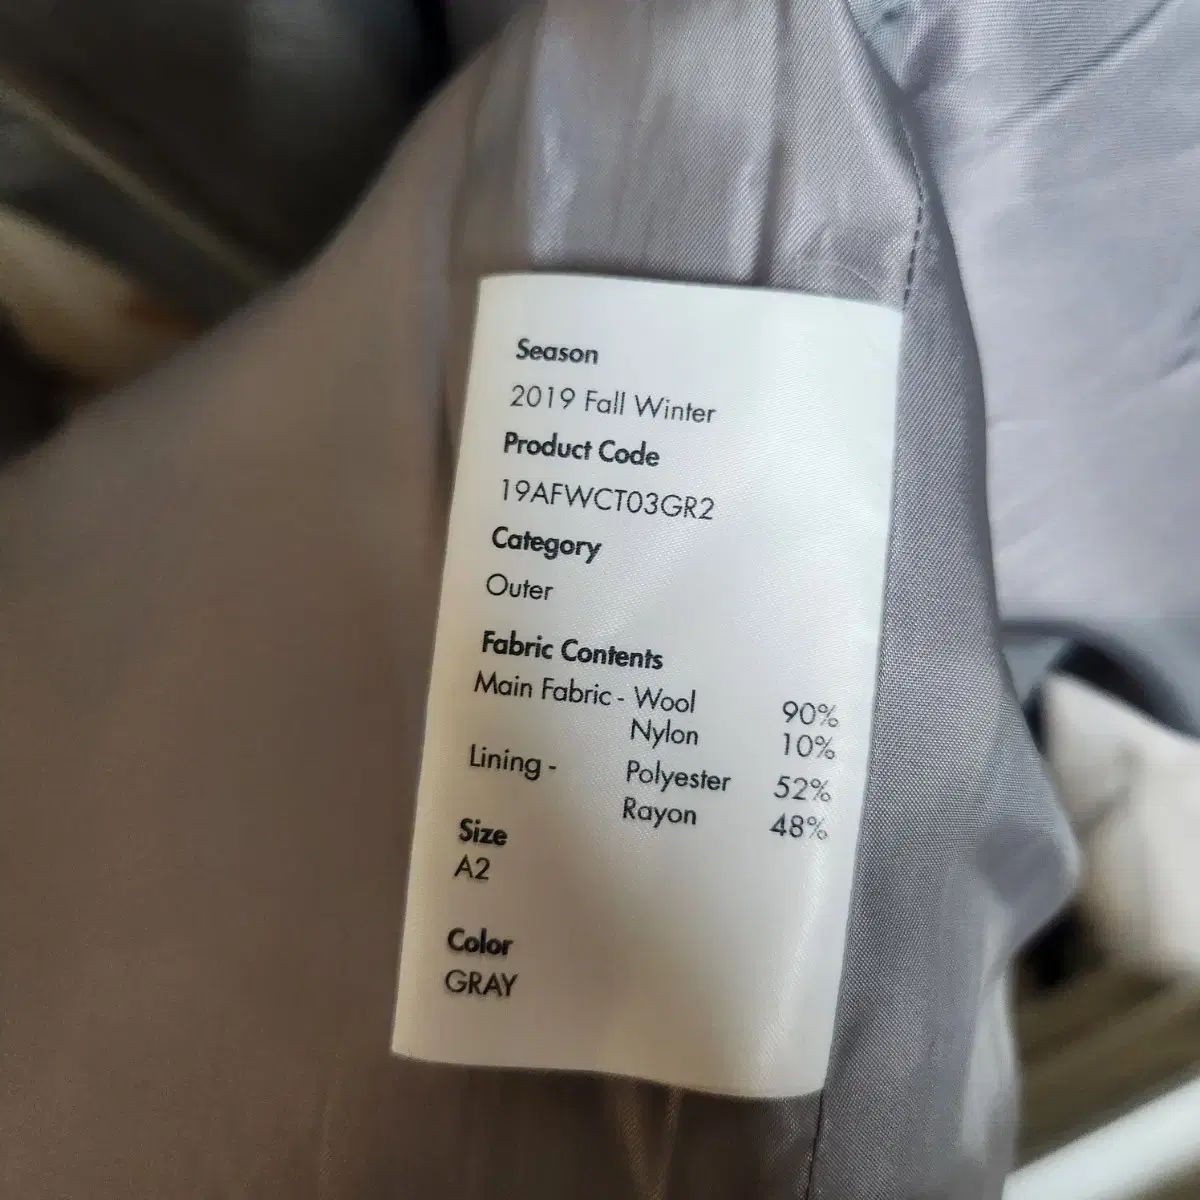 Season
2019 Fall Winter
Product Code
19AFWCT03GR2
Category
Outer
Fabric Contents
Main Fabric - Wool 90%
Nylon 10%
Lining - Polyester 52%
Rayon 48%
Size
A2
Color
GRAY